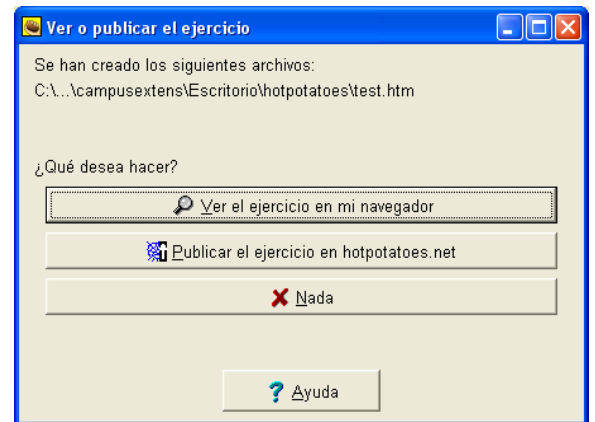 Ver o publicar el ejercicio
Se han creado los siguientes archivos:
C:\...\campusextens\Escritorio\hotpotatoes\test.htm
¿Qué desea hacer?
Ver el ejercicio en mi navegador
Publicar el ejercicio en hotpotatoes.net
Nada
Ayuda